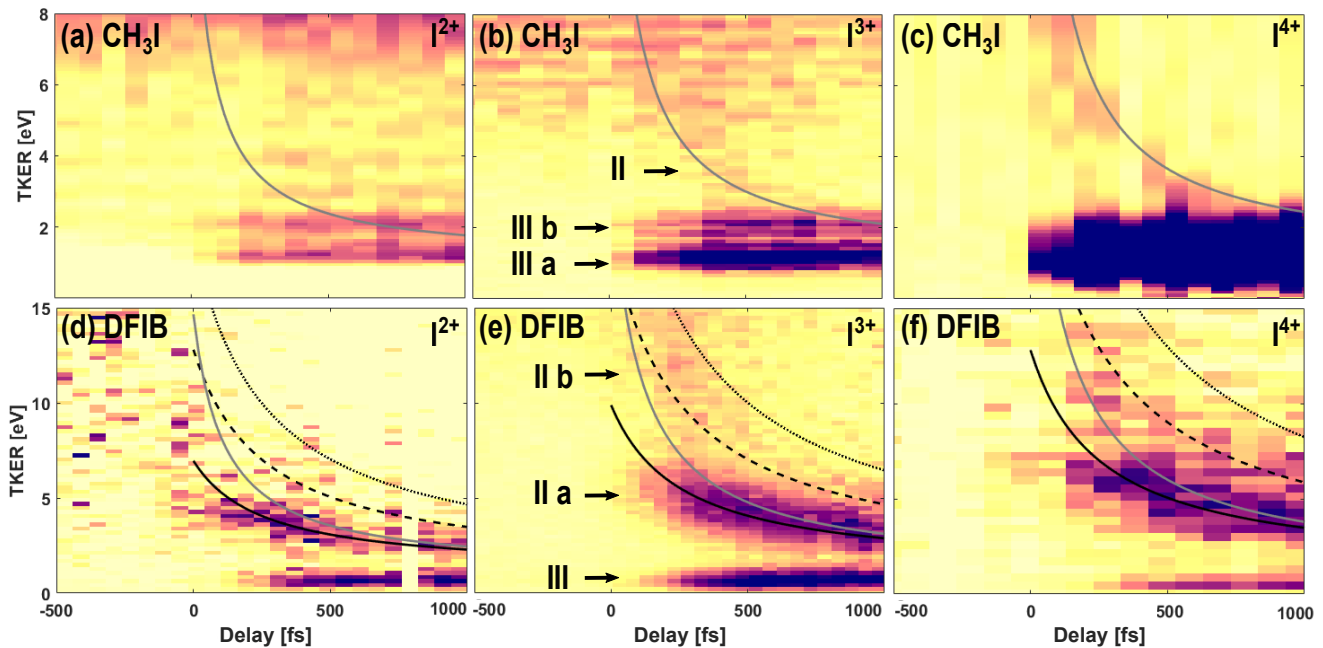 (a) CH3I I2+
(b) CH3I I3+
(c) CH3I I4+
8
6
4
2
TKER [eV]
II
III b
III a
(d) DFIB I2+
(e) DFIB I3+
(f) DFIB I4+
15
10
5
0
TKER [eV]
II b
II a
III
-500 0 500 1000
-500 0 500 1000
-500 0 500 1000
Delay [fs]
Delay [fs]
Delay [fs]